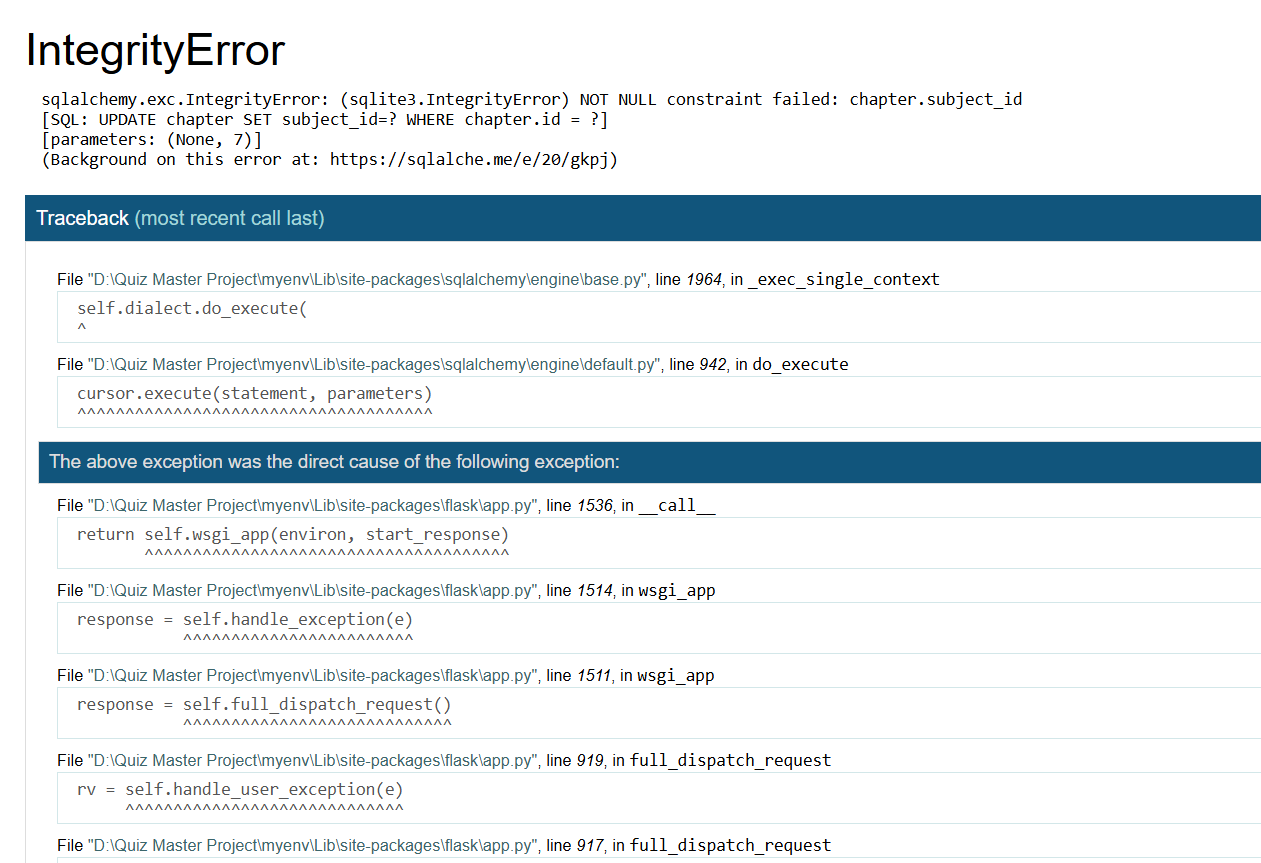 IntegrityError
sqlalchemy.exc.IntegrityError: (sqlite3.IntegrityError) NOT NULL constraint failed: chapter.subject_id
[SQL: UPDATE chapter SET subject_id=? WHERE chapter.id = ?]
[parameters: (None, 7)]
(Background on this error at: https://sqlalche.me/e/20/gkpj)
Traceback (most recent call last)
File "D:\Quiz Master Project\myenv\Lib\site-packages\sqlalchemy\engine\base.py", line 1964, in _exec_single_context
self.dialect.do_execute(
^
File "D:\Quiz Master Project\myenv\Lib\site-packages\sqlalchemy\engine\default.py", line 942, in do_execute
cursor.execute(statement, parameters)
^^^^^^^^^^^^^^^^^^^^^^^^^^^^^^^^^^^^^
The above exception was the direct cause of the following exception:
File "D:\Quiz Master Project\myenv\Lib\site-packages\flask\app.py", line 1536, in __call__
return self.wsgi_app(environ, start_response)
^^^^^^^^^^^^^^^^^^^^^^^^^^^^^^^^^^^^^^
File "D:\Quiz Master Project\myenv\Lib\site-packages\flask\app.py", line 1514, in wsgi_app
response = self.handle_exception(e)
^^^^^^^^^^^^^^^^^^^^^^^^
File "D:\Quiz Master Project\myenv\Lib\site-packages\flask\app.py", line 1511, in wsgi_app
response = self.full_dispatch_request()
^^^^^^^^^^^^^^^^^^^^^^^^^^^^
File "D:\Quiz Master Project\myenv\Lib\site-packages\flask\app.py", line 919, in full_dispatch_request
rv = self.handle_user_exception(e)
^^^^^^^^^^^^^^^^^^^^^^^^^^^^^
File "D:\Quiz Master Project\myenv\Lib\site-packages\flask\app.py", line 917, in full_dispatch_request